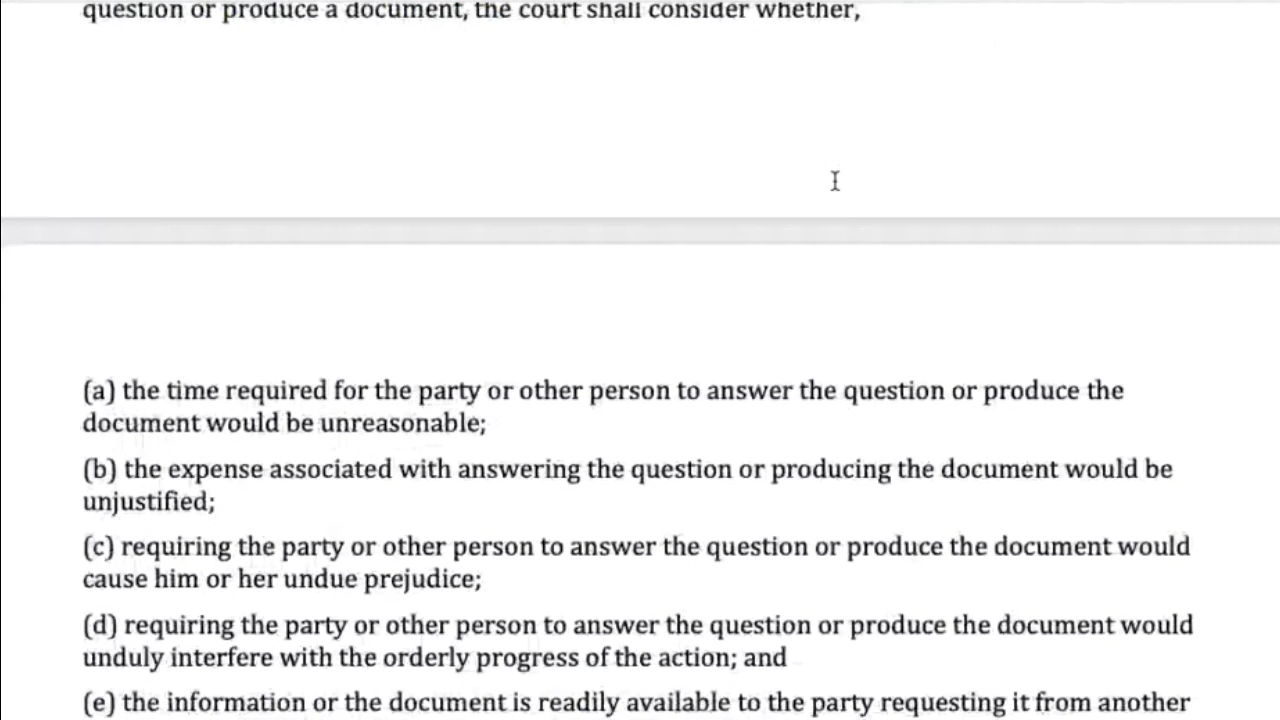 question or produce a document, the court shall consider whether,
(a) the time required for the party or other person to answer the question or produce the
document would be unreasonable;
(b) the expense associated with answering the question or producing the document would be
unjustified;
(c) requiring the party or other person to answer the question or produce the document would
cause him or her undue prejudice;
(d) requiring the party or other person to answer the question or produce the document would
unduly interfere with the orderly progress of the action; and
(e) the information or the document is readily available to the party requesting it from another